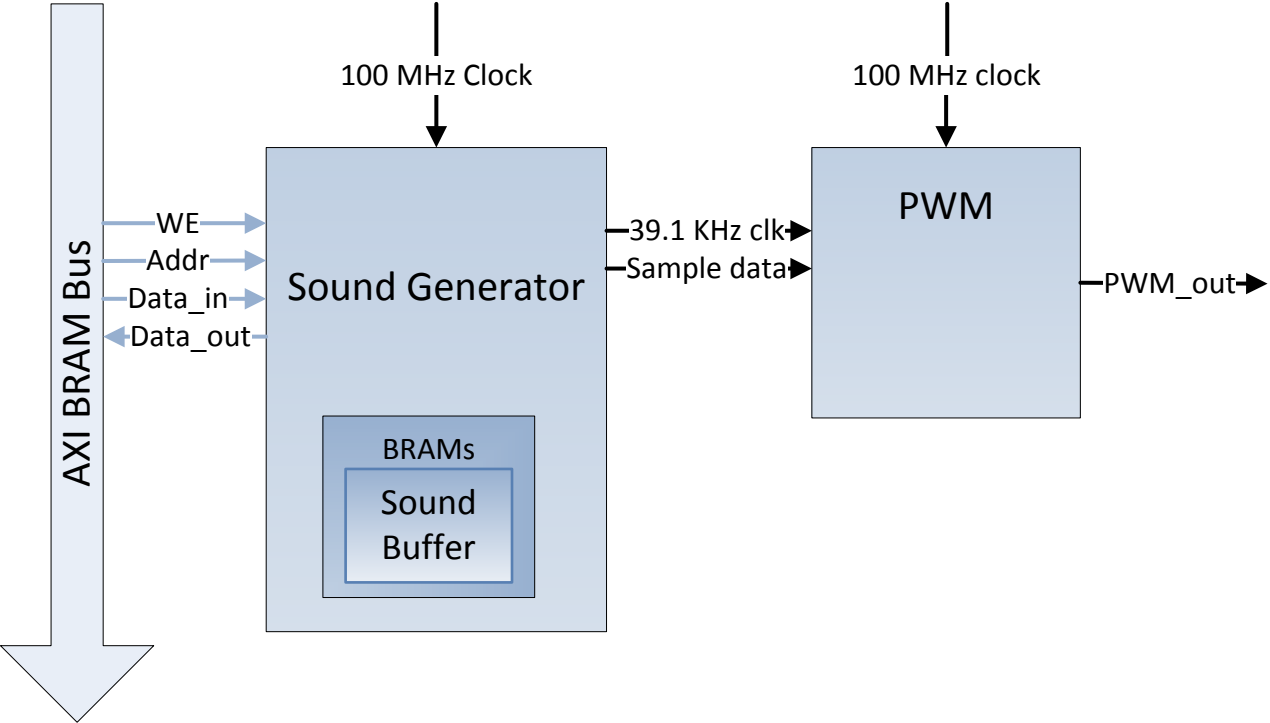 100 MHz Clock
100 MHz clock
AXI BRAM Bus
WE
Addr
Data_in
Data_out
Sound Generator
BRAMs
Sound
Buffer
39.1 KHz clk
Sample data
PWM
PWM_out